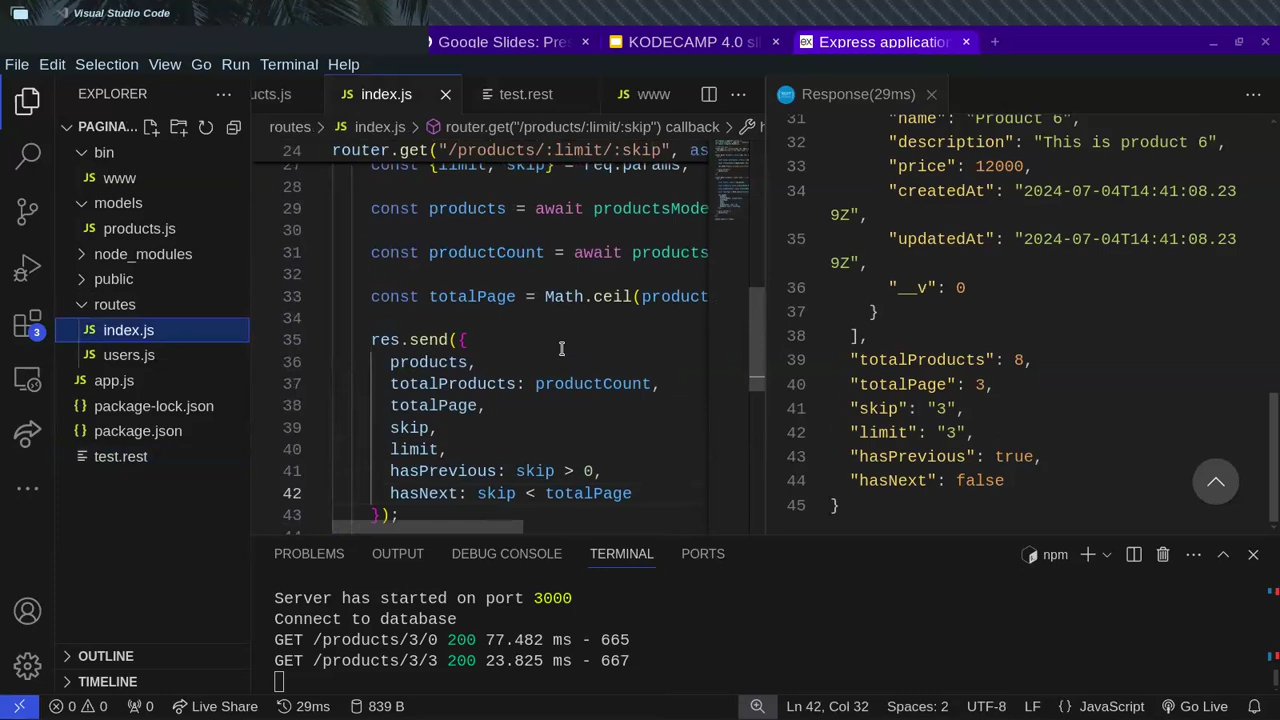 Visual Studio Code
Google Slides: Pre
KODECAMP 4.0 sli
Express application
File Edit Selection View Go Run Terminal Help
EXPLORER
cts.js
index.js
test.rest
www
Response(29ms)
PAGINA...
routes > index.js > router.get("/products/:limit/:skip") callback
bin
www
models
products.js
node_modules
public
routes
index.js
users.js
app.js
package-lock.json
package.json
test.rest
OUTLINE
TIMELINE
3
24 router.get("/products/:limit/:skip", as
27 const {limit, skip} = req.params,
28
29 const products = await productsMode
30
31 const productCount = await products
32
33 const totalPage = Math.ceil(product
34
35 res.send({
36 products,
37 totalProducts: productCount,
38 totalPage,
39 skip,
40 limit,
41 hasPrevious: skip > 0,
42 hasNext: skip < totalPage
43 });
31 "name": "Product 6",
32 "description": "This is product 6",
33 "price": 12000,
34 "createdAt": "2024-07-04T14:41:08.23
9Z",
35 "updatedAt": "2024-07-04T14:41:08.23
9Z",
36 "__v": 0
37 }
38 ],
39 "totalProducts": 8,
40 "totalPage": 3,
41 "skip": "3",
42 "limit": "3",
43 "hasPrevious": true,
44 "hasNext": false
45 }
PROBLEMS OUTPUT DEBUG CONSOLE TERMINAL PORTS
npm
Server has started on port 3000
Connect to database
GET /products/3/0 200 77.482 ms - 665
GET /products/3/3 200 23.825 ms - 667
0 0 0 Live Share 29ms 839 B Ln 42, Col 32 Spaces: 2 UTF-8 LF {} JavaScript Go Live